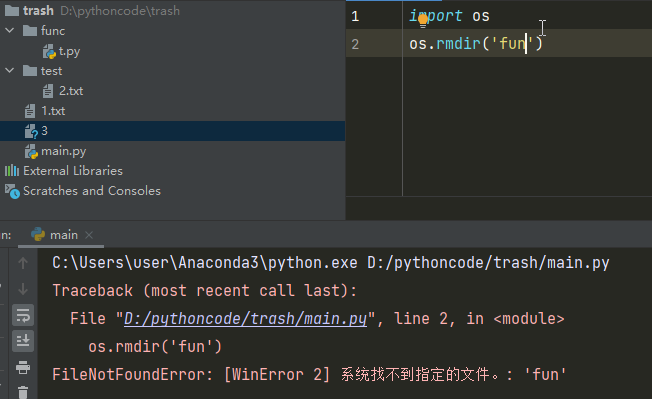 trash D:\pythoncode\trash
func
t.py
test
2.txt
1.txt
3
main.py
External Libraries
Scratches and Consoles
1 import os
2 os.rmdir('fun')
n: main ×
C:\Users\user\Anaconda3\python.exe D:/pythoncode/trash/main.py
Traceback (most recent call last):
File "D:/pythoncode/trash/main.py", line 2, in <module>
os.rmdir('fun')
FileNotFoundError: [WinError 2] 系统找不到指定的文件。: 'fun'